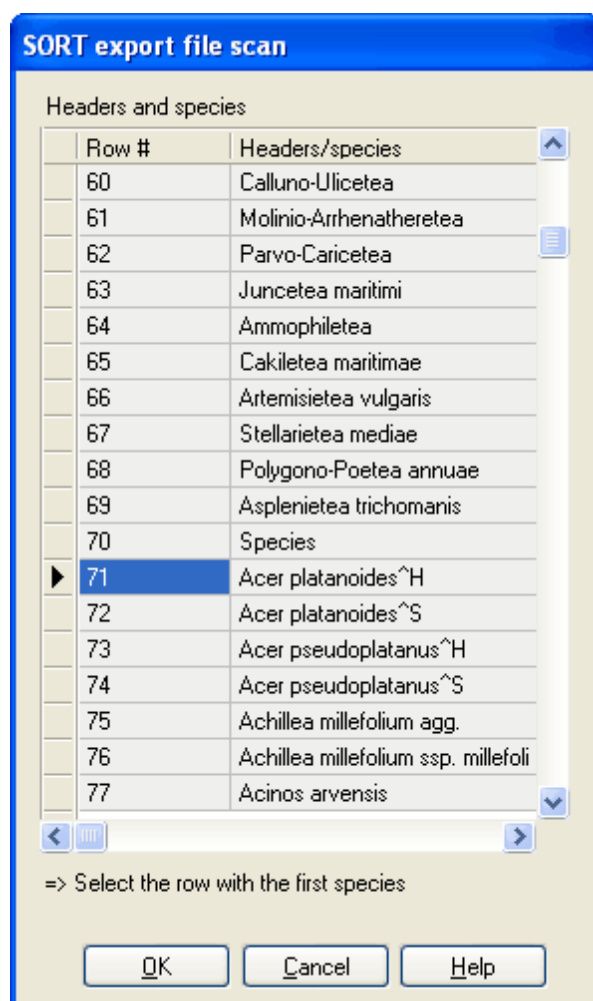 SORT export file scan
Headers and species
Row # Headers/species
60 Calluno-Ulicetea
61 Molinio-Arrhenatheretea
62 Parvo-Caricetea
63 Juncetea maritimi
64 Ammophiletea
65 Cakiletea maritimae
66 Artemisietea vulgaris
67 Stellarietea mediae
68 Polygono-Poetea annuae
69 Asplenietea trichomanis
70 Species
71 Acer platanoides^H
72 Acer platanoides^S
73 Acer pseudoplatanus^H
74 Acer pseudoplatanus^S
75 Achillea millefolium agg.
76 Achillea millefolium ssp. millefoli
77 Acinos arvensis
=> Select the row with the first species
OK Cancel Help